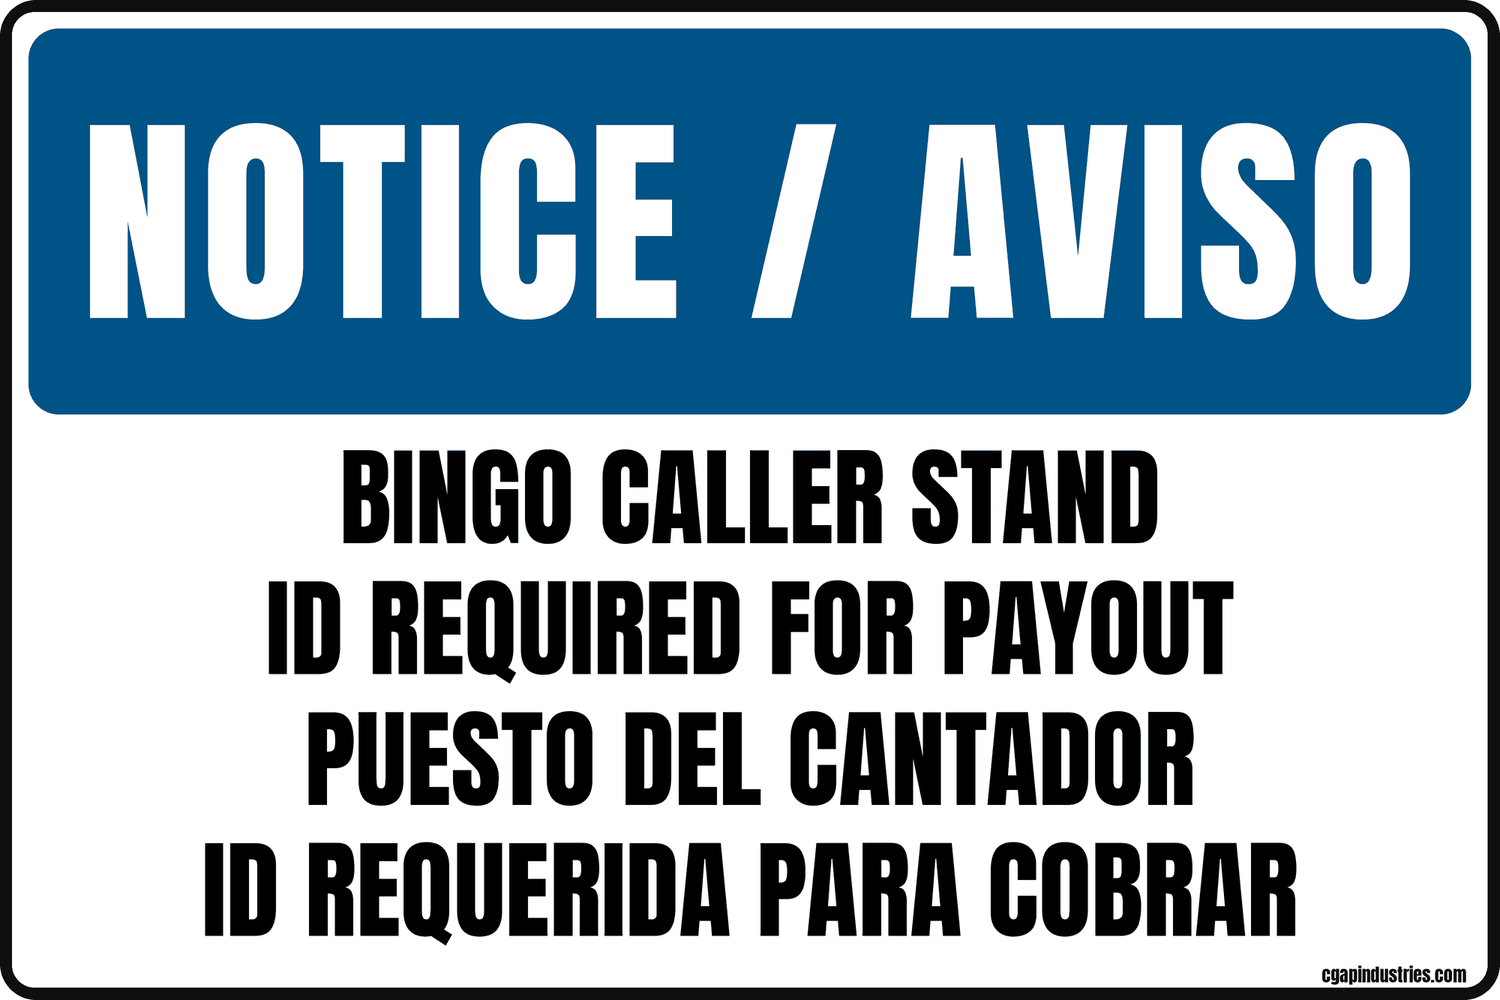 NOTICE / AVISO
BINGO CALLER STAND
ID REQUIRED FOR PAYOUT
PUESTO DEL CANTADOR
ID REQUERIDA PARA COBRAR
cgapindustries.com